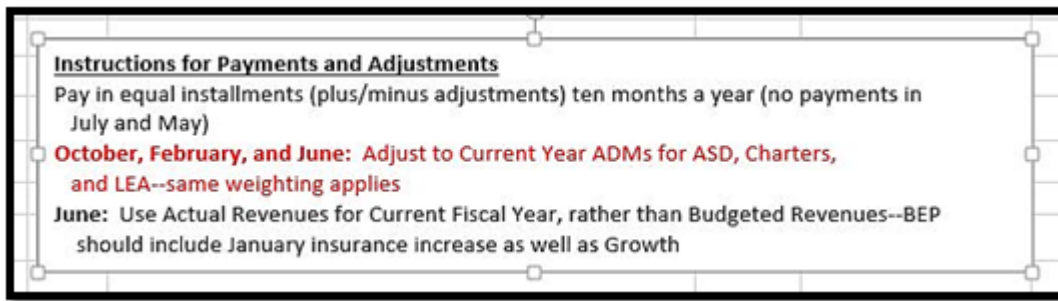 Instructions for Payments and Adjustments
Pay in equal installments (plus/minus adjustments) ten months a year (no payments in
July and May)
October, February, and June: Adjust to Current Year ADMs for ASD, Charters,
and LEA--same weighting applies
June: Use Actual Revenues for Current Fiscal Year, rather than Budgeted Revenues--BEP
should include January insurance increase as well as Growth